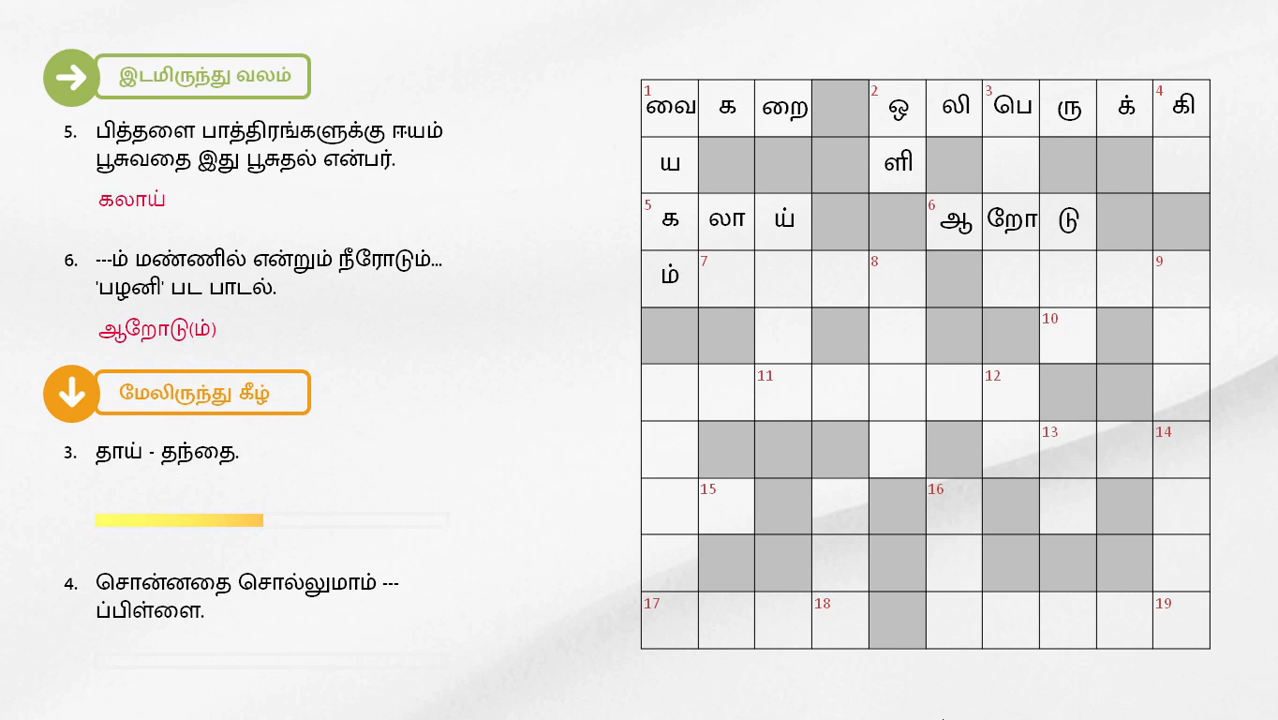 இடமிருந்து வலம்
5. பித்தளை பாத்திரங்களுக்கு ஈயம்
பூசுவதை இது பூசுதல் என்பர்.
கலாய்
6. ---ம் மண்ணில் என்றும் நீரோடும்...
'பழனி' பட பாடல்.
ஆறோடு(ம்)
மேலிருந்து கீழ்
3. தாய் - தந்தை.
4. சொன்னதை சொல்லுமாம் ---
ப்பிள்ளை.
1 வை க றை 2 ஒ லி 3 பெ ரு க் 4 கி
ய ளி
5 க லா ய் 6 ஆ றோ டு
ம் 7 8 9
10
11 12
13 14
15 16
17 18 19